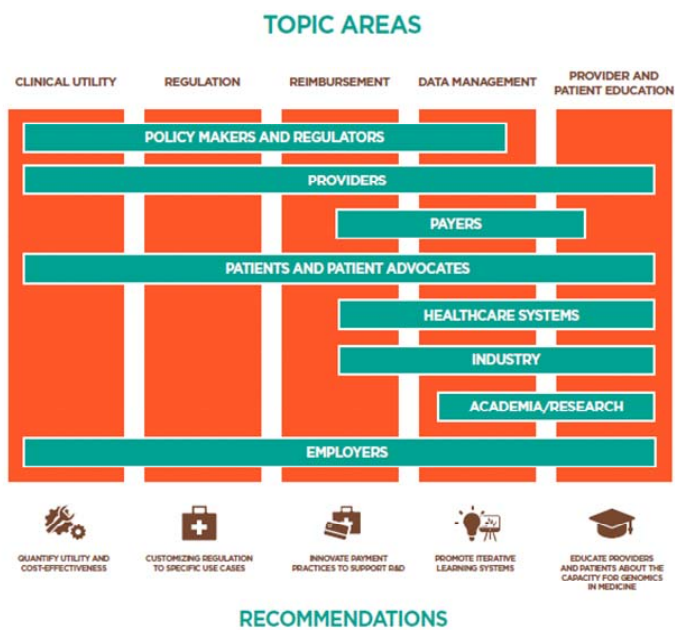 TOPIC AREAS
CLINICAL UTILITY
REGULATION
REIMBURSEMENT
DATA MANAGEMENT
PROVIDER AND
PATIENT EDUCATION
POLICY MAKERS AND REGULATORS
PROVIDERS
PAYERS
PATIENTS AND PATIENT ADVOCATES
HEALTHCARE SYSTEMS
INDUSTRY
ACADEMIA/RESEARCH
EMPLOYERS
QUANTIFY UTILITY AND
COST-EFFECTIVENESS
CUSTOMIZING REGULATION
TO SPECIFIC USE CASES
INNOVATE PAYMENT
PRACTICES TO SUPPORT R&D
PROMOTE ITERATIVE
LEARNING SYSTEMS
EDUCATE PROVIDERS
AND PATIENTS ABOUT THE
CAPACITY FOR GENOMICS
IN MEDICINE
RECOMMENDATIONS